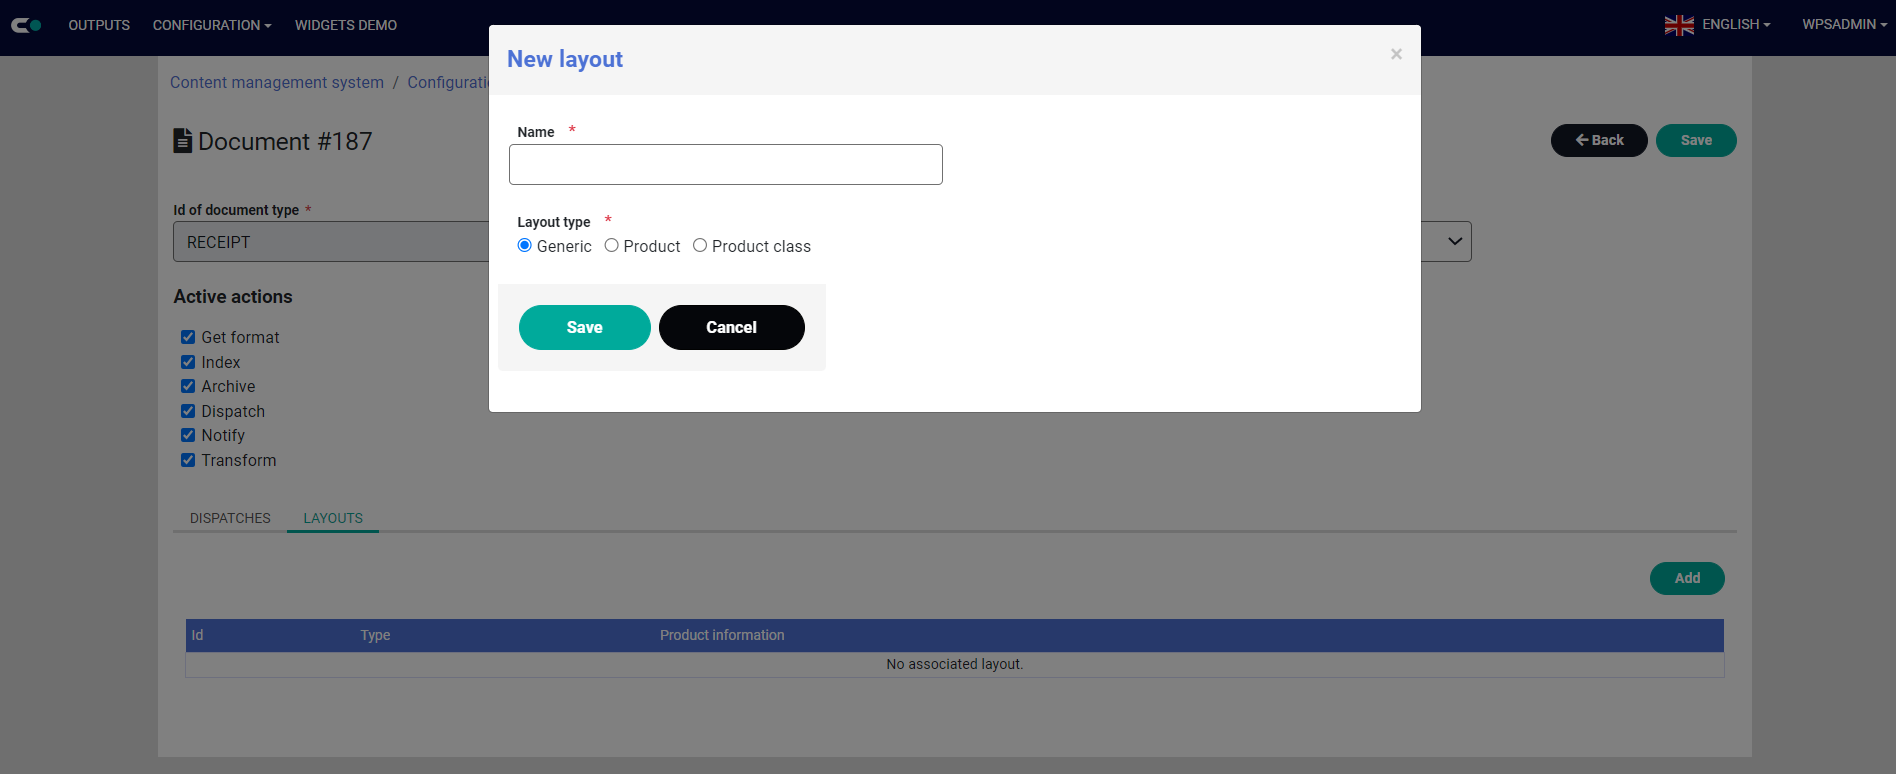 OUTPUTS CONFIGURATION WIDGETS DEMO ENGLISH WPSADMIN
New layout ×
Content management system / Configurati
Name *
Document #187
Back Save
Id of document type *
RECEIPT
Layout type *
Generic Product Product class
Active actions
Save Cancel
Get format
Index
Archive
Dispatch
Notify
Transform
DISPATCHES LAYOUTS
Add
Id Type Product information
No associated layout.